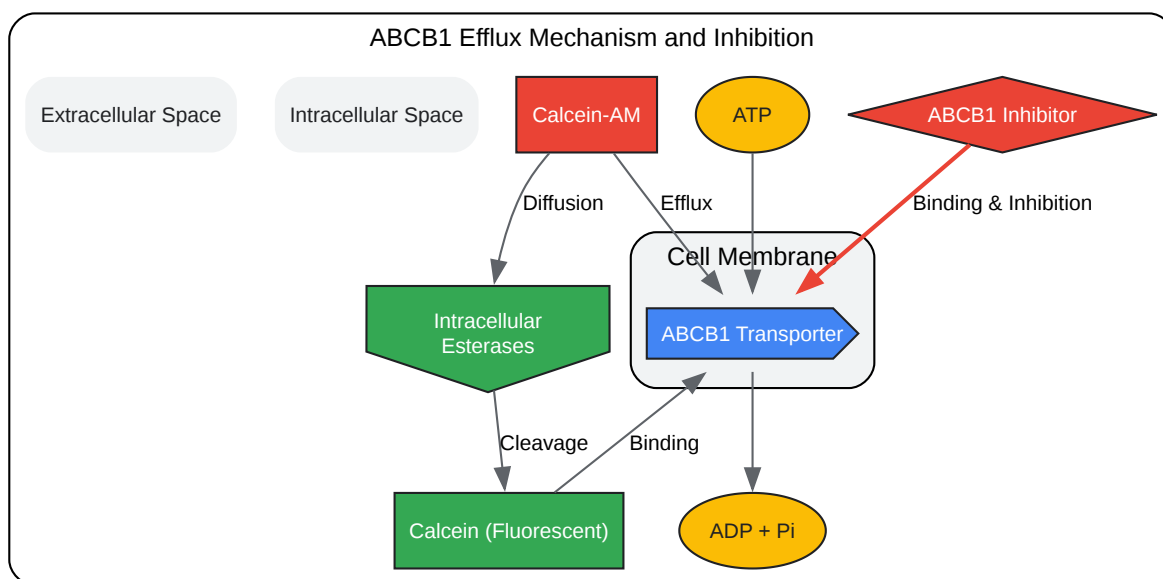 ABCB1 Efflux Mechanism and Inhibition
Extracellular Space
Intracellular Space
Calcein-AM
ATP
ABCB1 Inhibitor
Diffusion
Efflux
Binding & Inhibition
Cell Membrane
Intracellular
Esterases
ABCB1 Transporter
Cleavage
Binding
Calcein (Fluorescent)
ADP + Pi